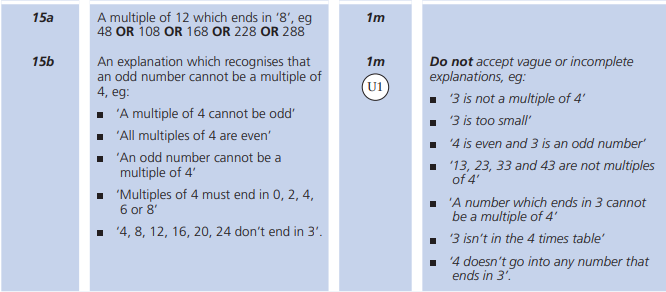 15a
A multiple of 12 which ends in ‘8’, eg
48 OR 108 OR 168 OR 228 OR 288
1m
15b
An explanation which recognises that
an odd number cannot be a multiple of
4, eg:
■ ‘A multiple of 4 cannot be odd’
■ ‘All multiples of 4 are even’
■ ‘An odd number cannot be a
multiple of 4’
■ ‘Multiples of 4 must end in 0, 2, 4,
6 or 8’
■ ‘4, 8, 12, 16, 20, 24 don’t end in 3’.
1m
U1
Do not accept vague or incomplete
explanations, eg:
■ ‘3 is not a multiple of 4’
■ ‘3 is too small’
■ ‘4 is even and 3 is an odd number’
■ ‘13, 23, 33 and 43 are not multiples
of 4’
■ ‘A number which ends in 3 cannot
be a multiple of 4’
■ ‘3 isn’t in the 4 times table’
■ ‘4 doesn’t go into any number that
ends in 3’.